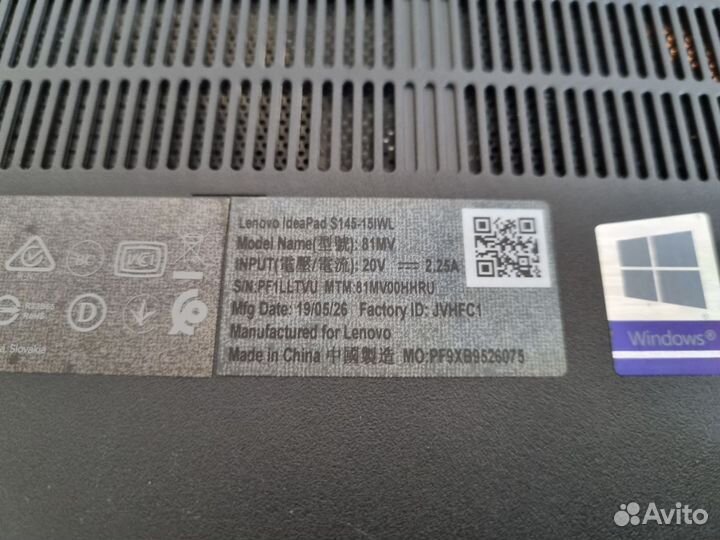 Lenovo IdeaPad S145-15IWL
Model Name(型號): 81MV
INPUT(電壓/電流): 20V ⎓ 2.25A
S/N:PF1LLTVU MTM:81MV00HHRU
Mfg Date: 19/05/26 Factory ID: JVHFC1
Manufactured for Lenovo
Made in China 中國製造 MO:PF9XB9526075
RoHS
a, Slovakia
Windows®
Avito